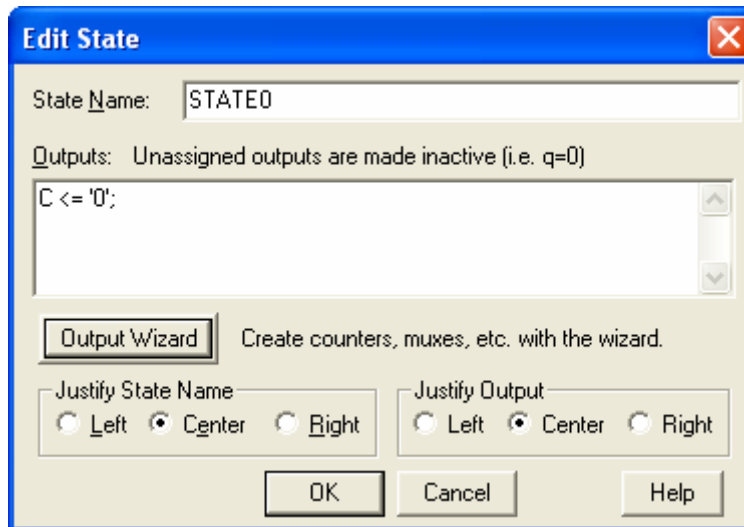 Edit State
State Name: STATE0
Outputs: Unassigned outputs are made inactive (i.e. q=0)
C <= '0';
Output Wizard Create counters, muxes, etc. with the wizard.
Justify State Name Justify Output
Left Center Right Left Center Right
OK Cancel Help